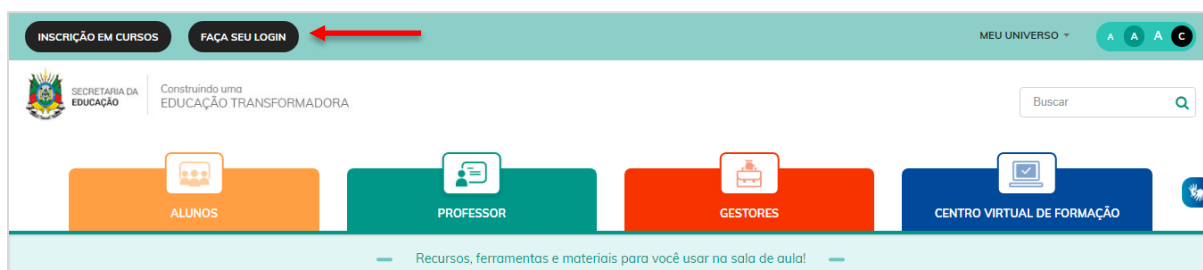 INSCRIÇÃO EM CURSOS
FAÇA SEU LOGIN
MEU UNIVERSO
A A A C
SECRETARIA DA
EDUCAÇÃO
Construindo uma
EDUCAÇÃO TRANSFORMADORA
Buscar
ALUNOS
PROFESSOR
GESTORES
CENTRO VIRTUAL DE FORMAÇÃO
Recursos, ferramentas e materiais para você usar na sala de aula!